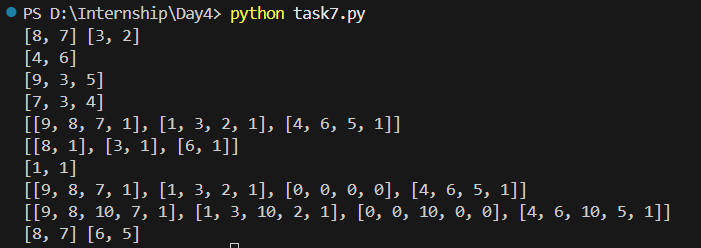 PS D:\Internship\Day4> python task7.py
[8, 7] [3, 2]
[4, 6]
[9, 3, 5]
[7, 3, 4]
[[9, 8, 7, 1], [1, 3, 2, 1], [4, 6, 5, 1]]
[[8, 1], [3, 1], [6, 1]]
[1, 1]
[[9, 8, 7, 1], [1, 3, 2, 1], [0, 0, 0, 0], [4, 6, 5, 1]]
[[9, 8, 10, 7, 1], [1, 3, 10, 2, 1], [0, 0, 10, 0, 0], [4, 6, 10, 5, 1]]
[8, 7] [6, 5]